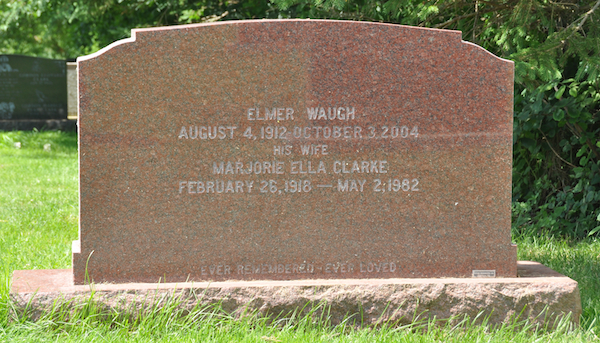 ELMER WAUGH
AUGUST 4, 1912-OCTOBER 3, 2004
HIS WIFE
MARJORIE ELLA CLARKE
FEBRUARY 26, 1918 — MAY 2, 1982
EVER REMEMBERED - EVER LOVED